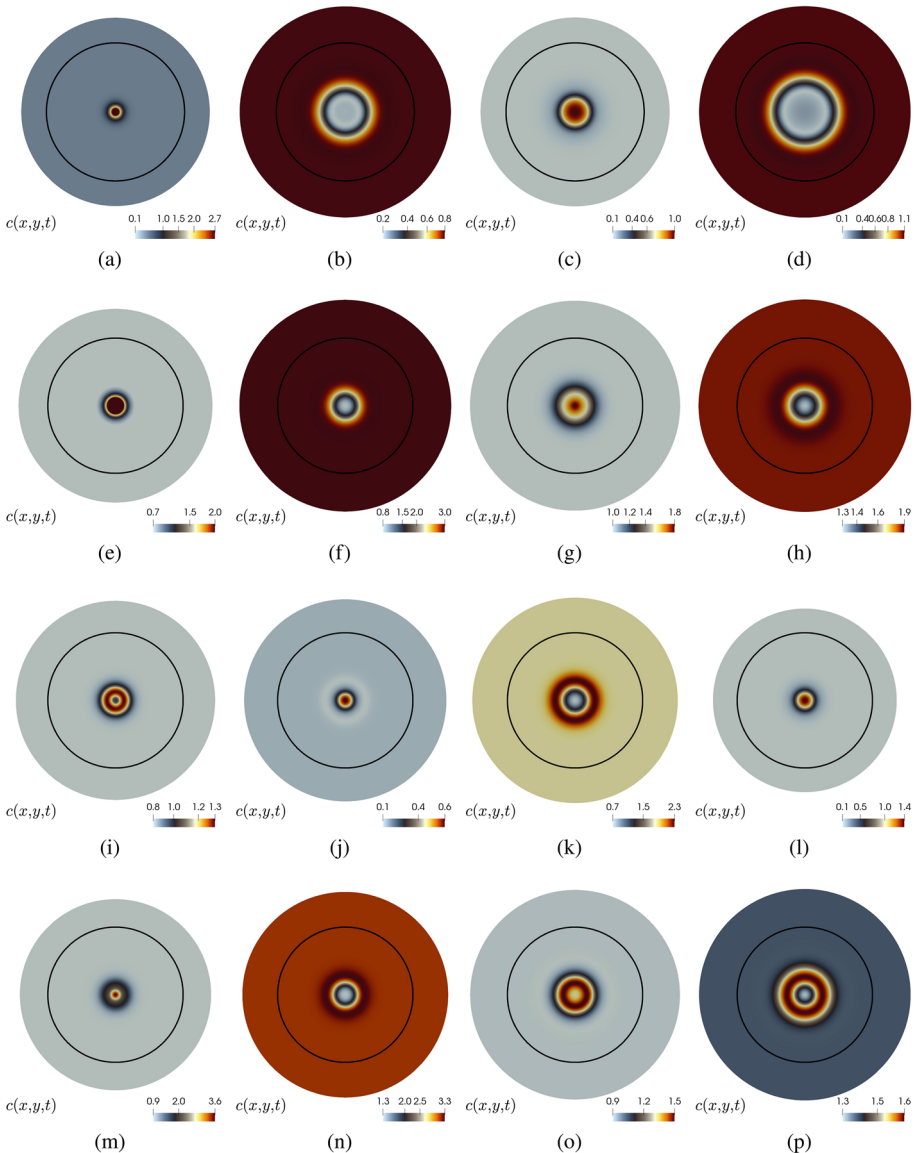 0.1 1.0 1.5 2.0 2.7
c(x,y,t)
(a)
0.2 0.4 0.6 0.8
c(x,y,t)
(b)
0.1 0.4 0.6 1.0
c(x,y,t)
(c)
0.1 0.4 0.6 0.8 1.1
c(x,y,t)
(d)
0.7 1.5 2.0
c(x,y,t)
(e)
0.8 1.5 2.0 3.0
c(x,y,t)
(f)
1.0 1.2 1.4 1.8
c(x,y,t)
(g)
1.3 1.4 1.6 1.9
c(x,y,t)
(h)
0.8 1.0 1.2 1.3
c(x,y,t)
(i)
0.1 0.4 0.6
c(x,y,t)
(j)
0.7 1.5 2.3
c(x,y,t)
(k)
0.1 0.5 1.0 1.4
c(x,y,t)
(l)
0.9 2.0 3.6
c(x,y,t)
(m)
1.3 2.0 2.5 3.3
c(x,y,t)
(n)
0.9 1.2 1.5
c(x,y,t)
(o)
1.3 1.5 1.6
c(x,y,t)
(p)